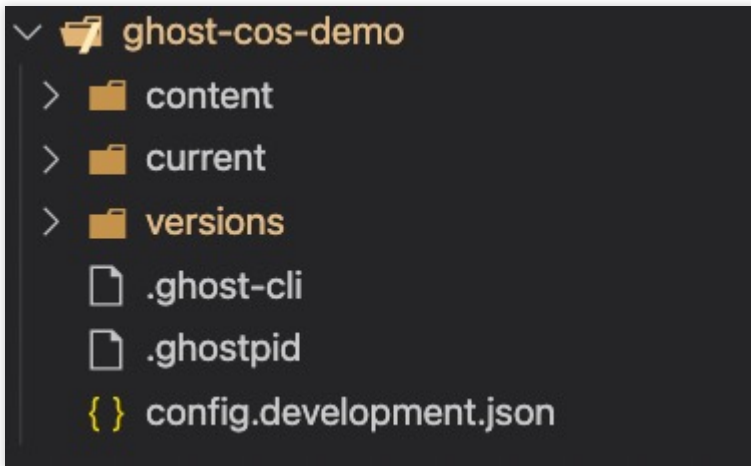 ghost-cos-demo
content
current
versions
.ghost-cli
.ghostpid
{ } config.development.json